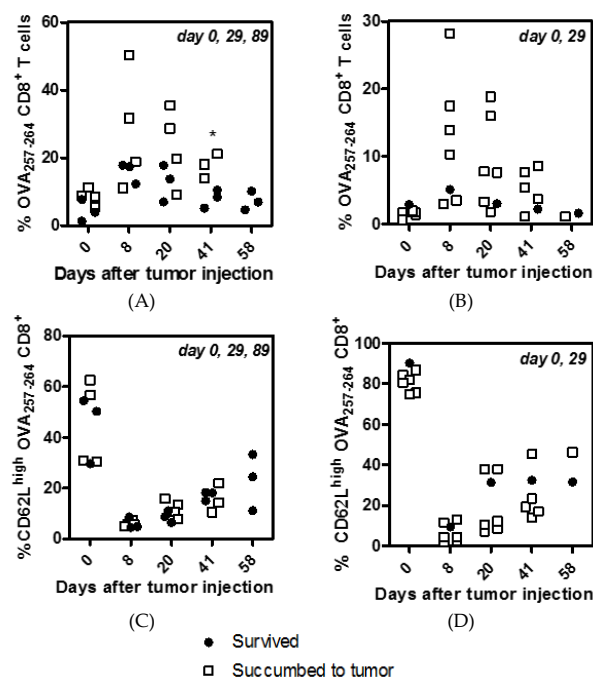 % OVA257-264 CD8+ T cells
60
40
20
0
day 0, 29, 89
*
0 8 20 41 58
Days after tumor injection
(A)
% OVA257-264 CD8+ T cells
30
20
10
0
day 0, 29
0 8 20 41 58
Days after tumor injection
(B)
%CD62Lhigh OVA257-264 CD8+
80
60
40
20
0
day 0, 29, 89
0 8 20 41 58
Days after tumor injection
(C)
% CD62Lhigh OVA257-264 CD8+
100
80
60
40
20
0
day 0, 29
0 8 20 41 58
Days after tumor injection
(D)
Survived
Succumbed to tumor